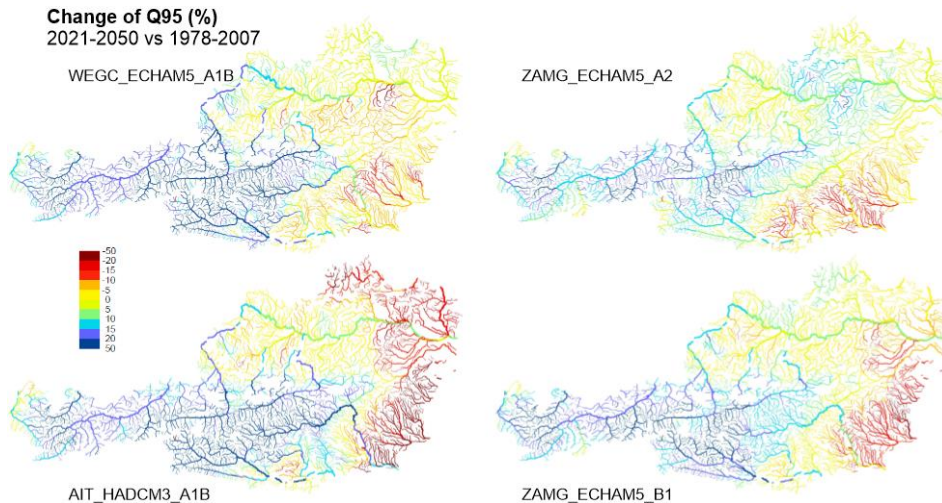 Change of Q95 (%)
2021-2050 vs 1978-2007
WEGC_ECHAM5_A1B
ZAMG_ECHAM5_A2
-50
-20
-15
-10
-5
0
5
10
15
20
50
AIT_HADCM3_A1B
ZAMG_ECHAM5_B1